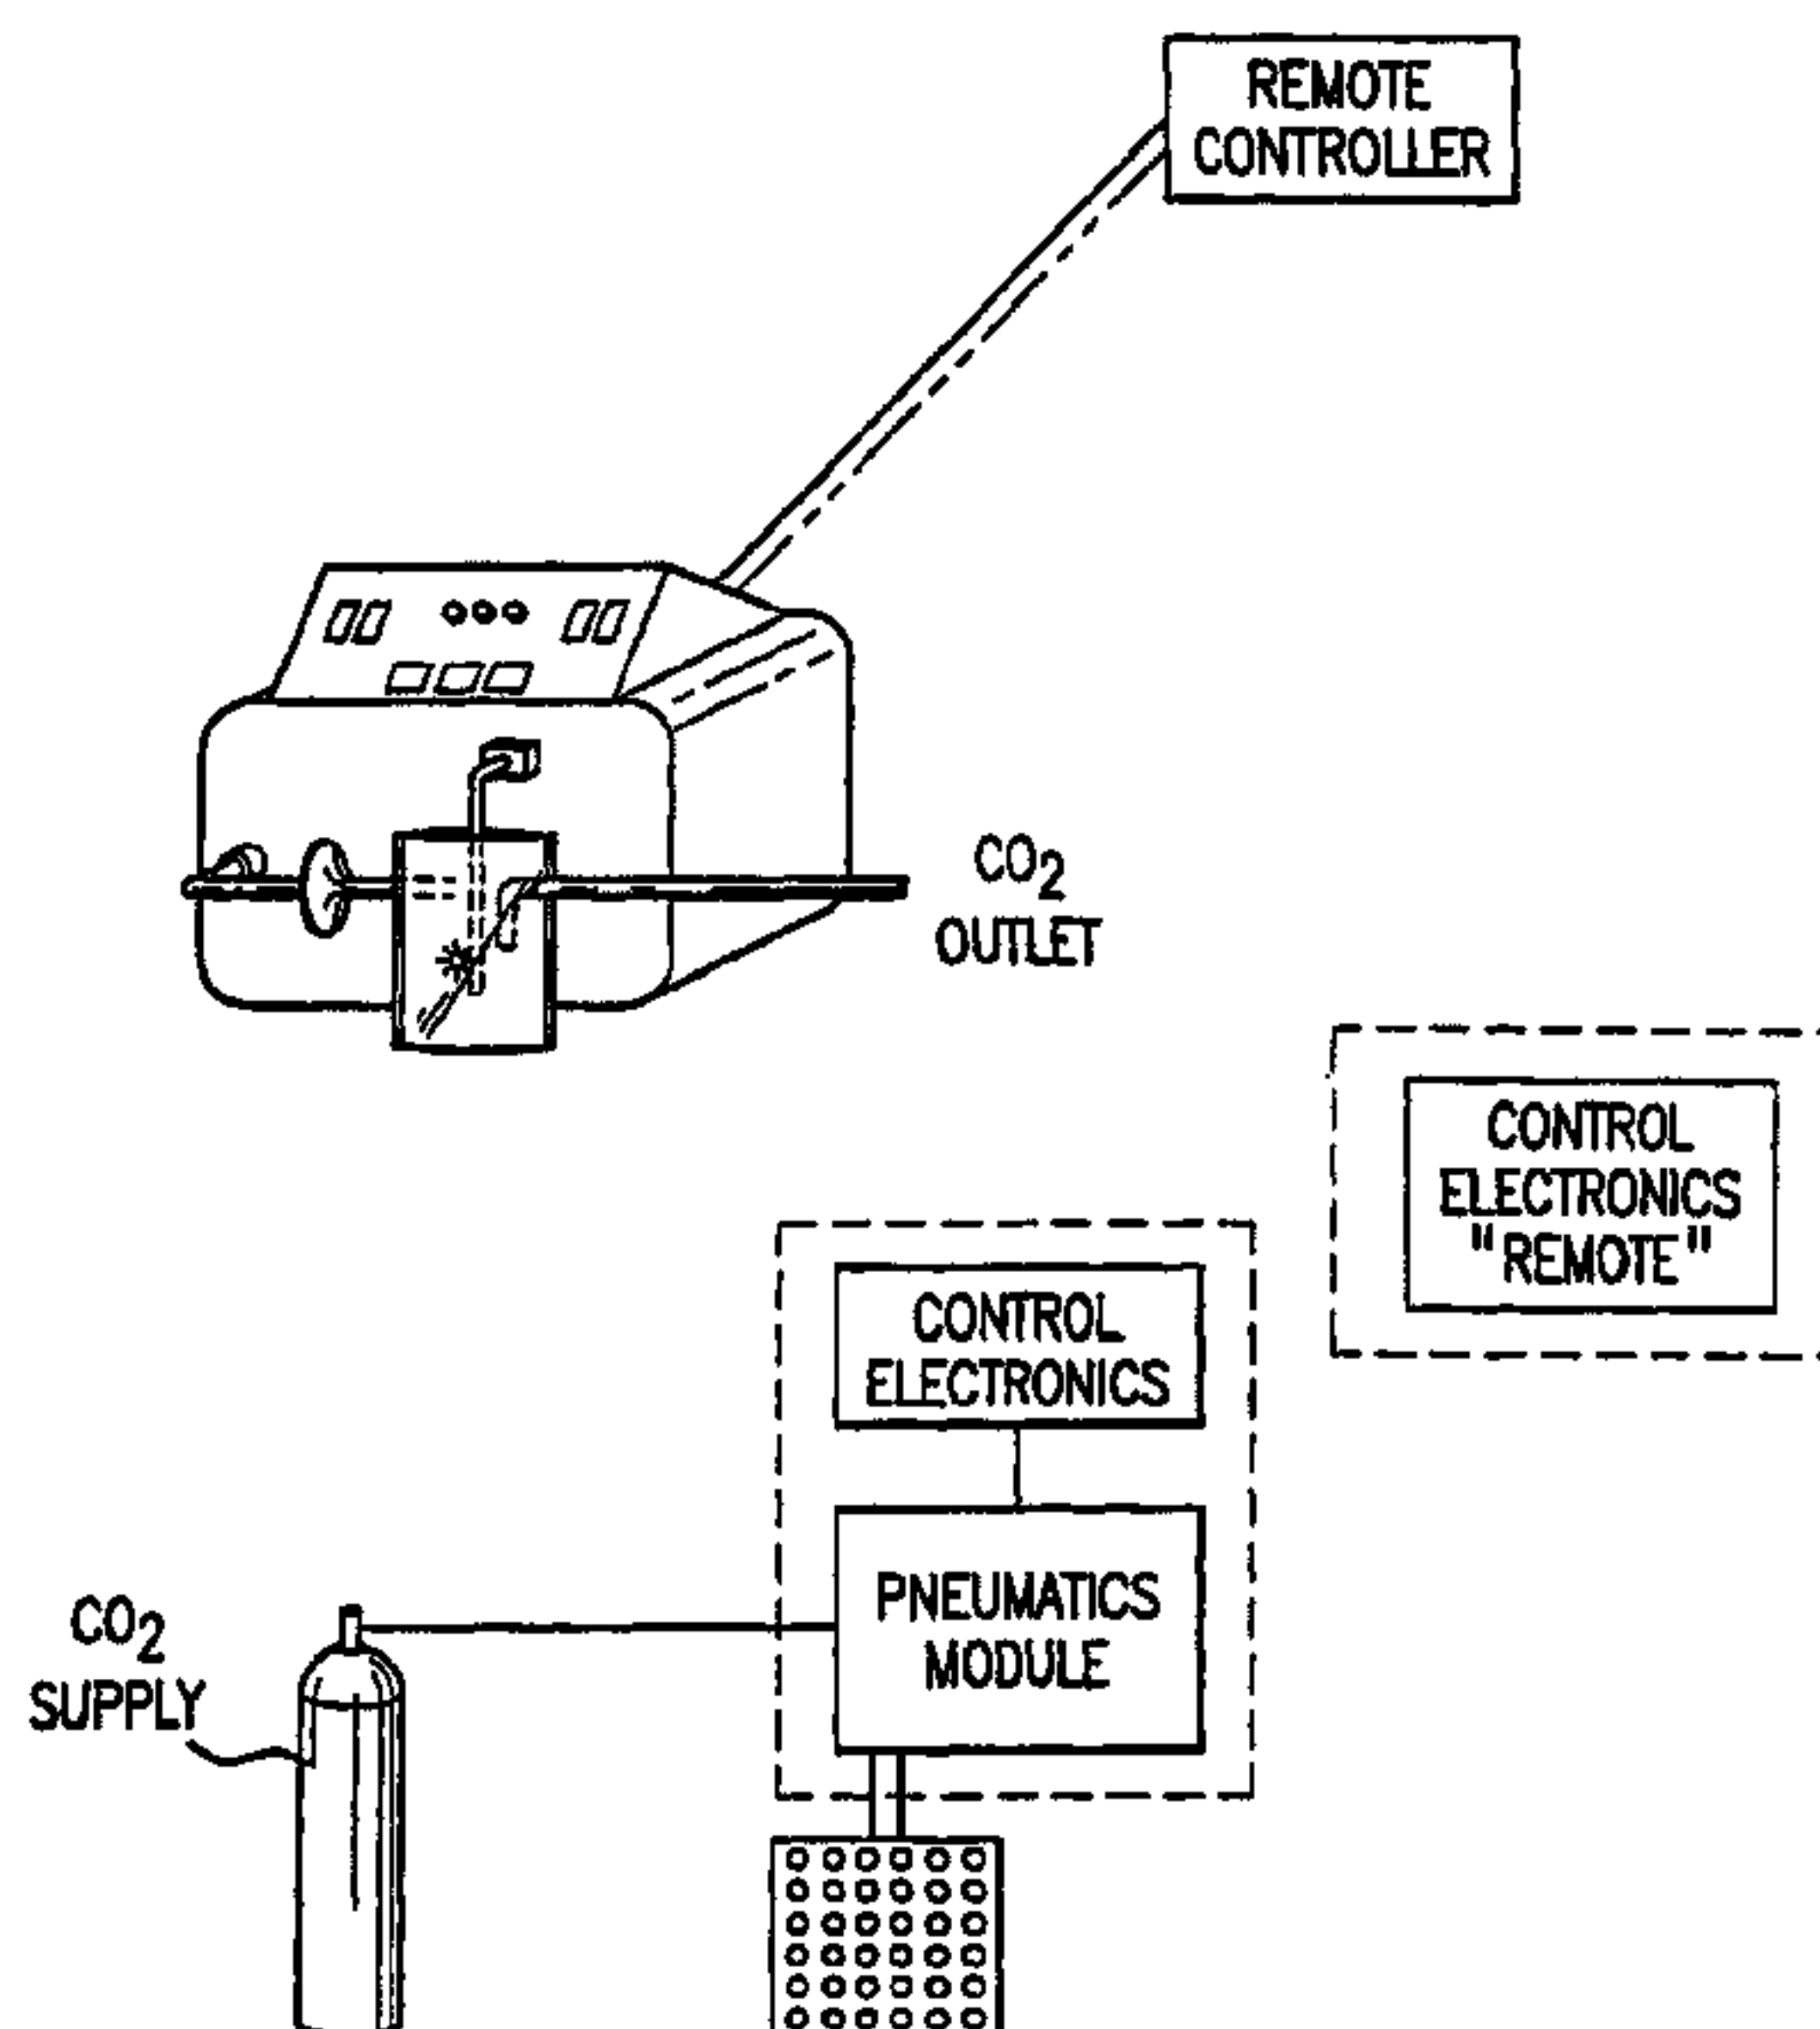 REMOTE
CONTROLLER
CO2
OUTLET
CONTROL
ELECTRONICS
"REMOTE"
CONTROL
ELECTRONICS
PNEUMATICS
MODULE
CO2
SUPPLY